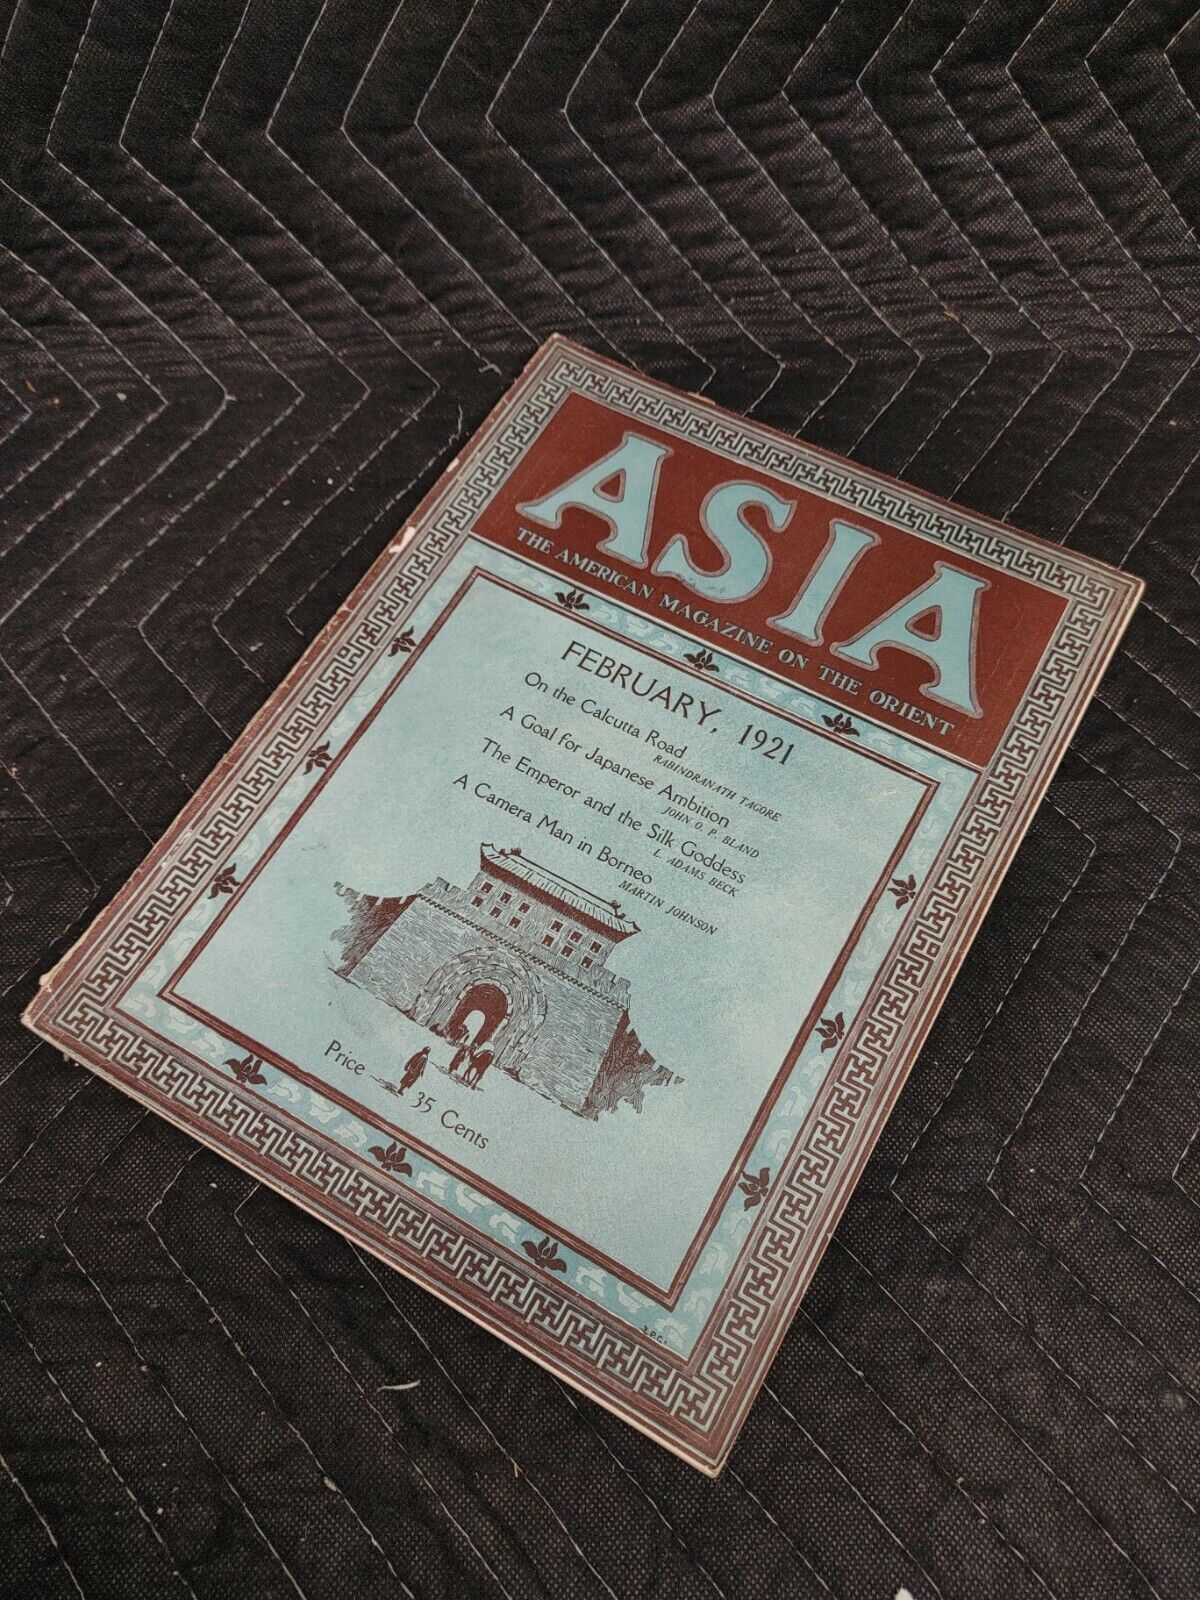 ASIA
THE AMERICAN MAGAZINE ON THE ORIENT
FEBRUARY, 1921
On the Calcutta Road
RABINDRANATH TAGORE
A Goal for Japanese Ambition
JOHN O. P. BLAND
The Emperor and the Silk Goddess
L. ADAMS BECK
A Camera Man in Borneo
MARTIN JOHNSON
Price 35 Cents